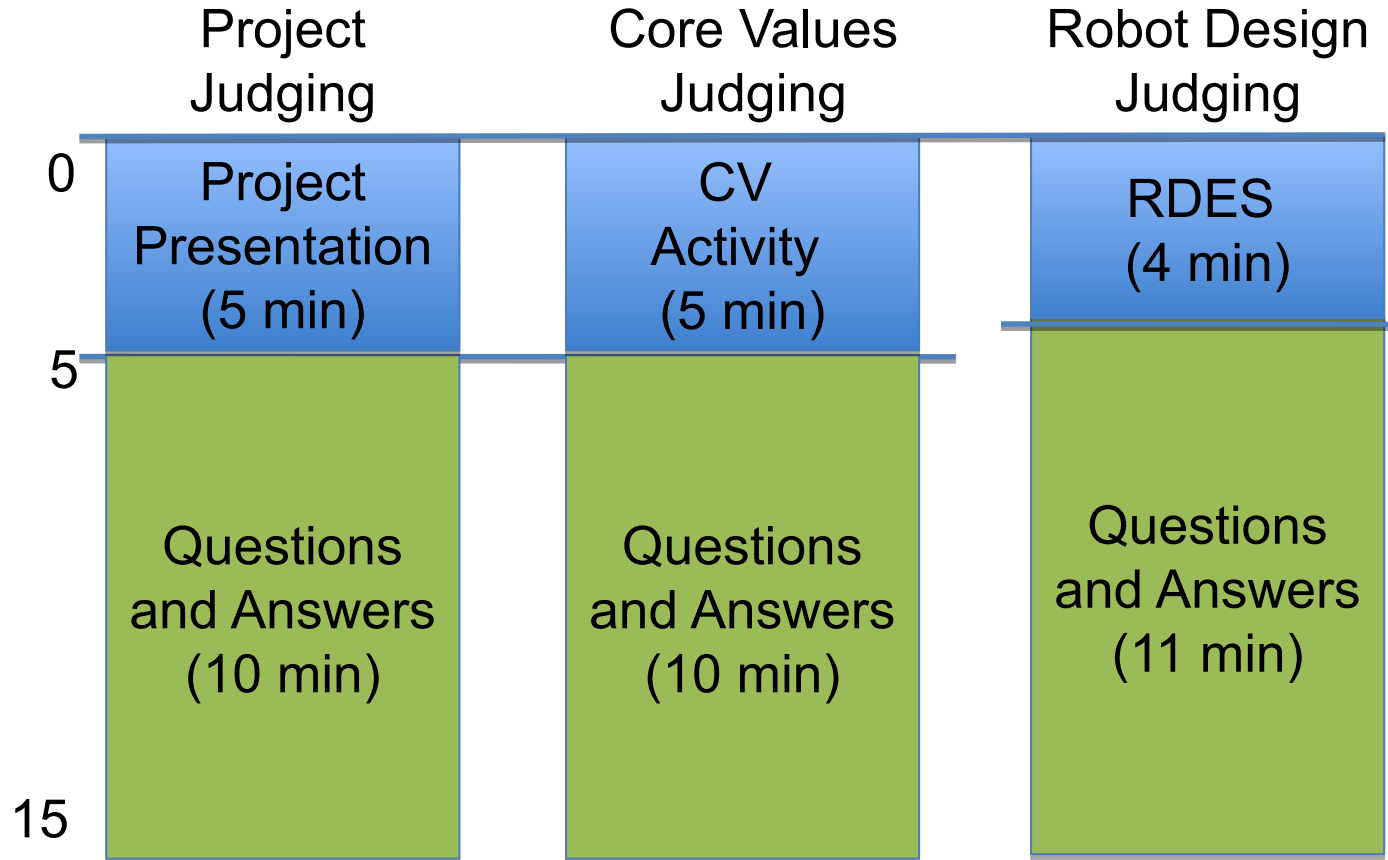 Project
Judging
Core Values
Judging
Robot Design
Judging
0
Project
Presentation
(5 min)
CV
Activity
(5 min)
RDES
(4 min)
5
Questions
and Answers
(10 min)
Questions
and Answers
(10 min)
Questions
and Answers
(11 min)
15